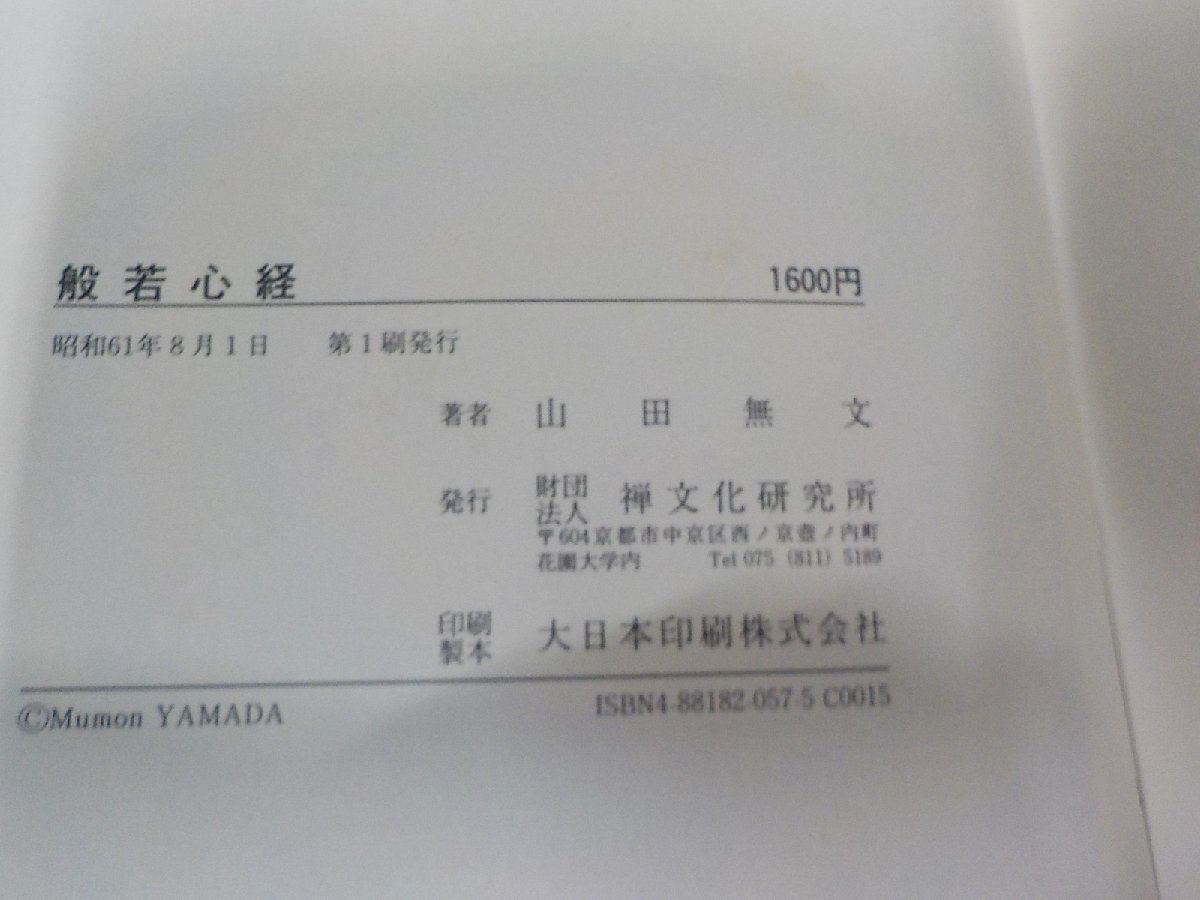 般若心経 1600円
昭和61年8月1日 第1刷発行
著者 山田無文
発行 財団法人 禅文化研究所
〒604京都市中京区西ノ京壺ノ内町
花園大学内 Tel 075 (811) 5189
印刷製本 大日本印刷株式会社
©Mumon YAMADA ISBN4-88182-057-5 C0015